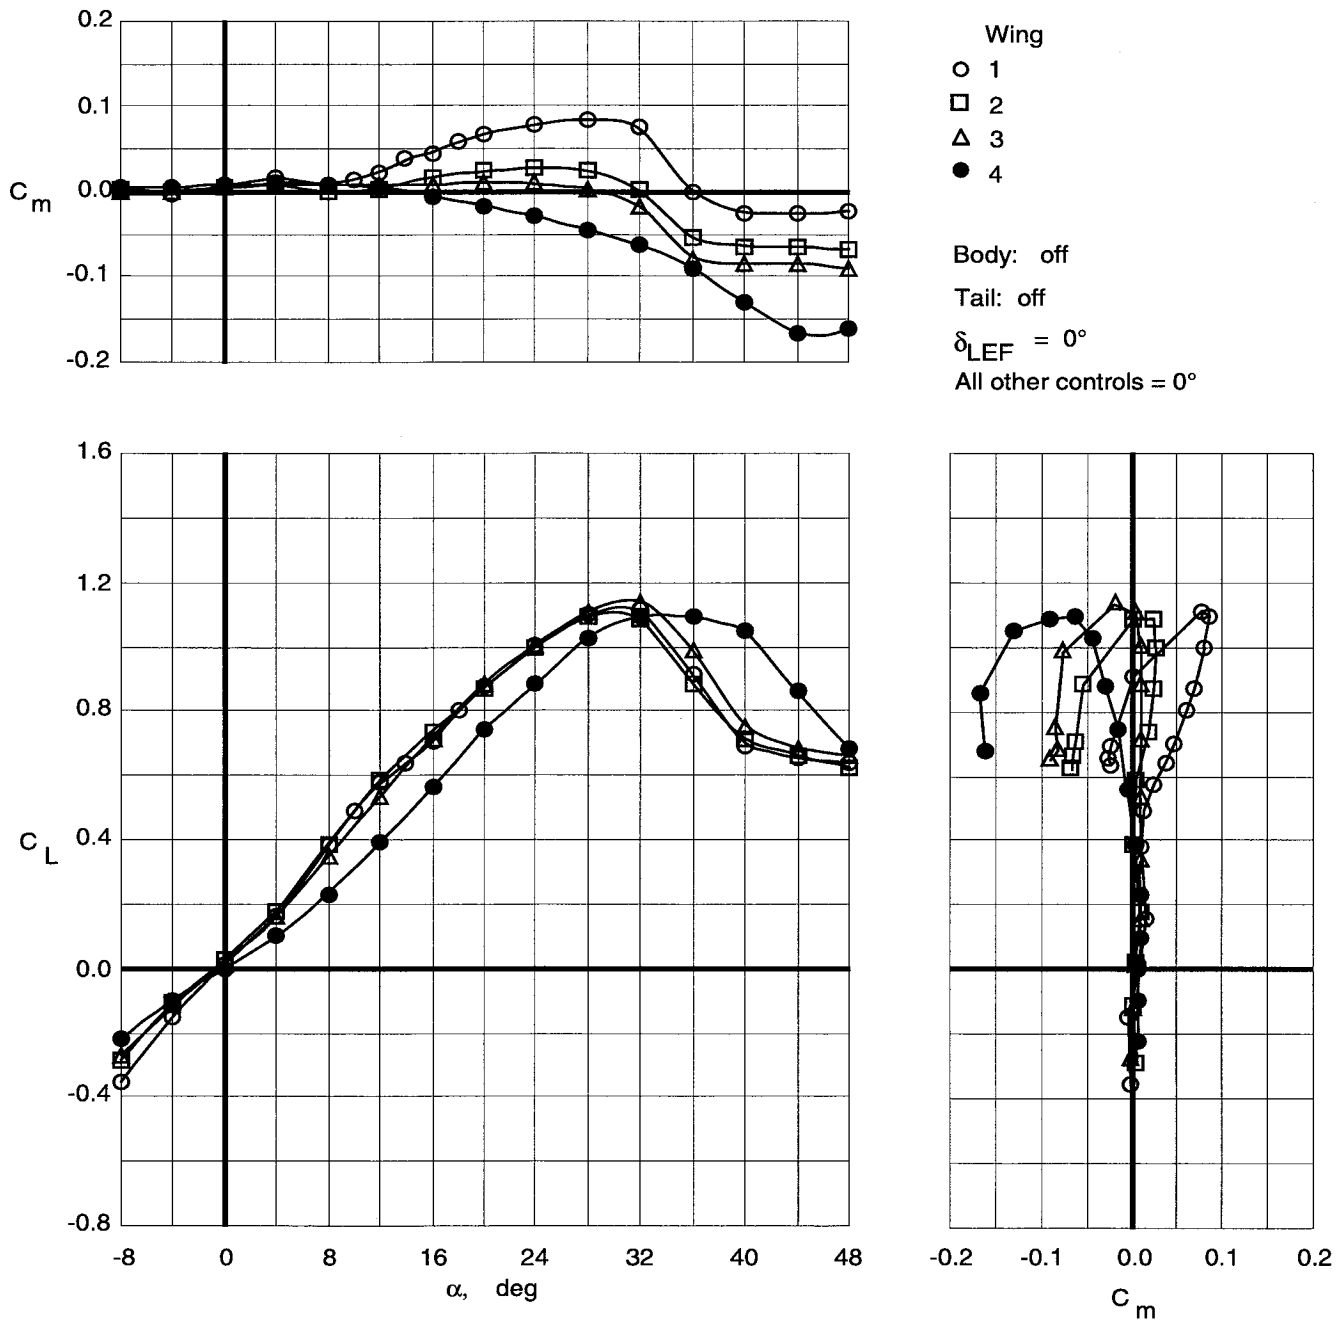 0.2
0.1
0.0
-0.1
-0.2
C m
Wing
1
2
3
4
Body: off
Tail: off
δ LEF = 0°
All other controls = 0°
1.6
1.2
0.8
0.4
0.0
-0.4
-0.8
C L
-8 0 8 16 24 32 40 48
α, deg
-0.2 -0.1 0.0 0.1 0.2
C m